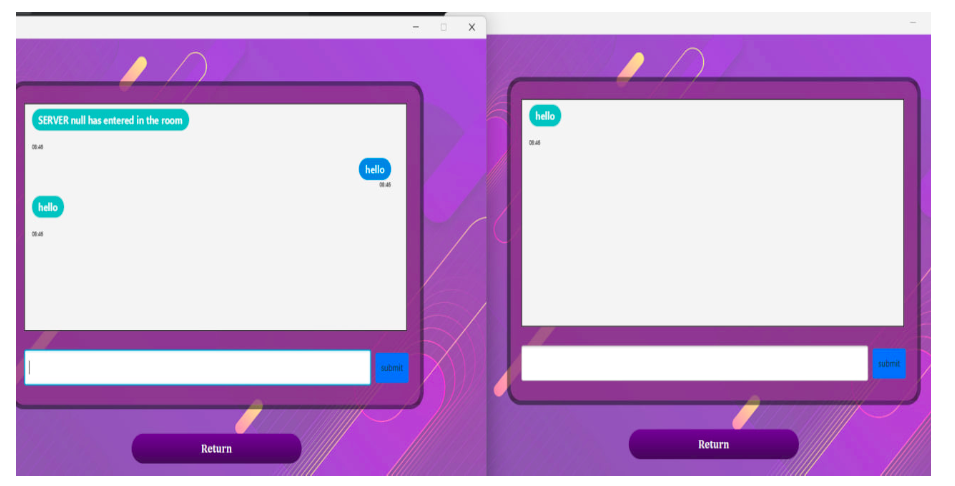 SERVER null has entered in the room
08:46
hello
08:46
hello
08:46
submit
Return
hello
08:46
submit
Return